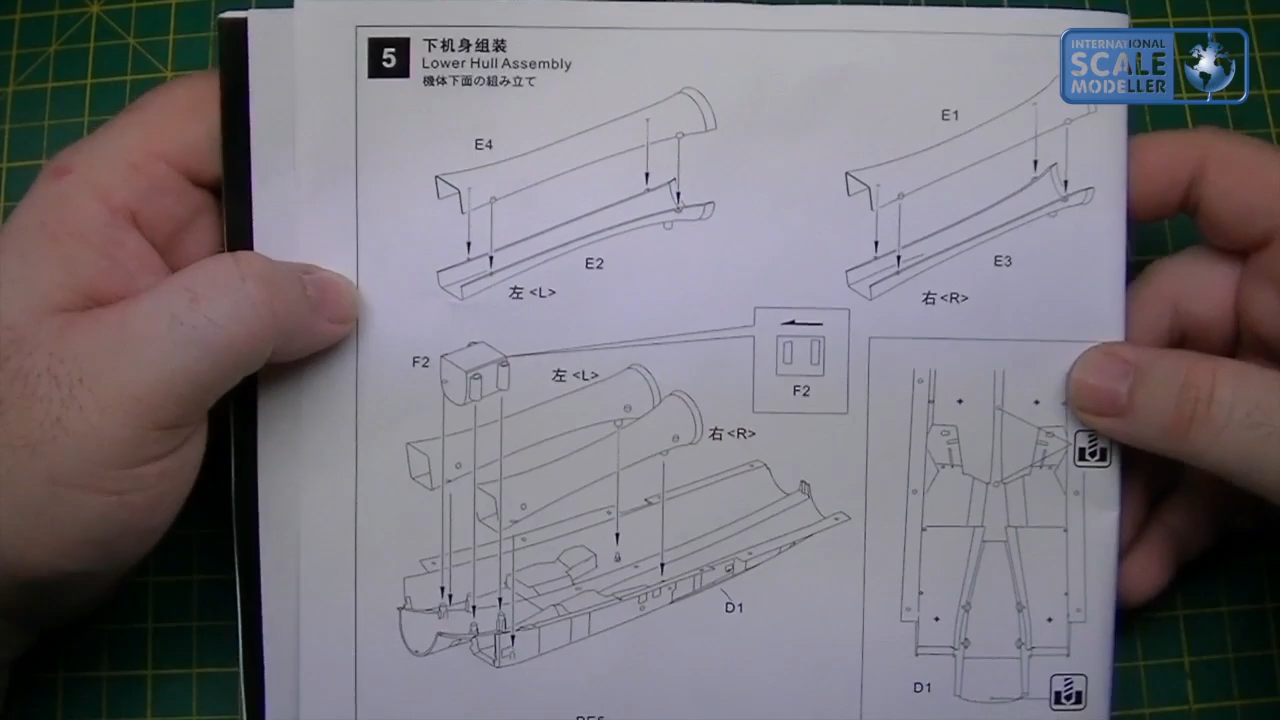 INTERNATIONAL
SCALE
MODELLER
5
下机身组装
Lower Hull Assembly
機体下面の組み立て
E4
E1
E2
E3
左 <L>
右 <R>
F2
左 <L>
F2
右 <R>
D1
D1